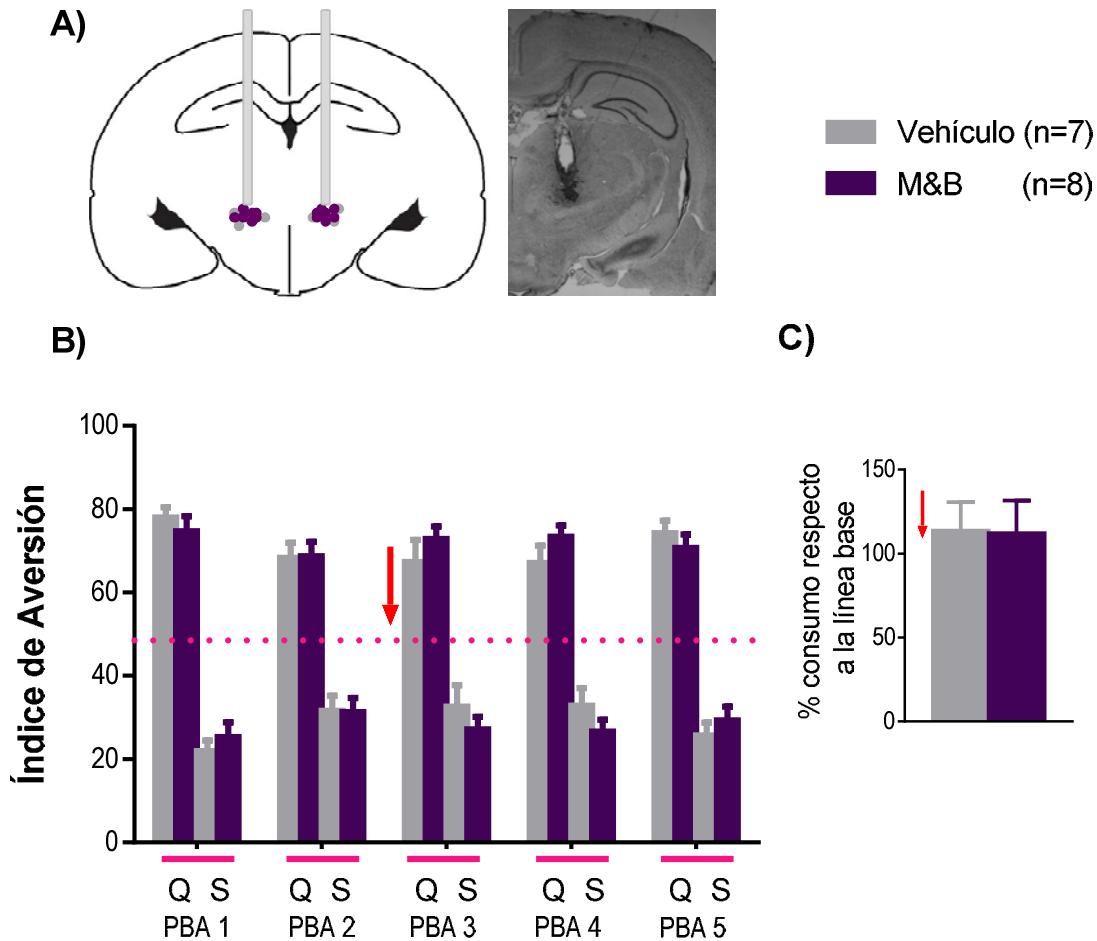 A)
Vehículo (n=7)
M&B (n=8)
B)
C)
Índice de Aversión
100
80
60
40
20
0
Q S
Q S
Q S
Q S
Q S
PBA 1
PBA 2
PBA 3
PBA 4
PBA 5
% consumo respecto
a la línea base
150
100
50
0